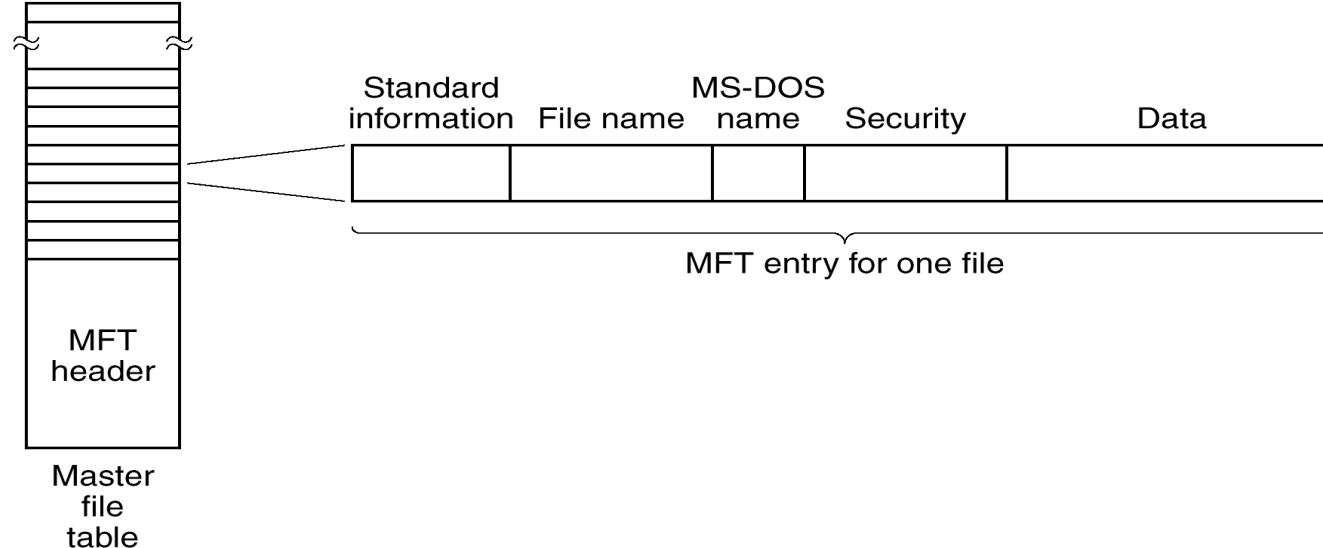 Standard
information
File name
MS-DOS
name
Security
Data
MFT entry for one file
MFT
header
Master
file
table